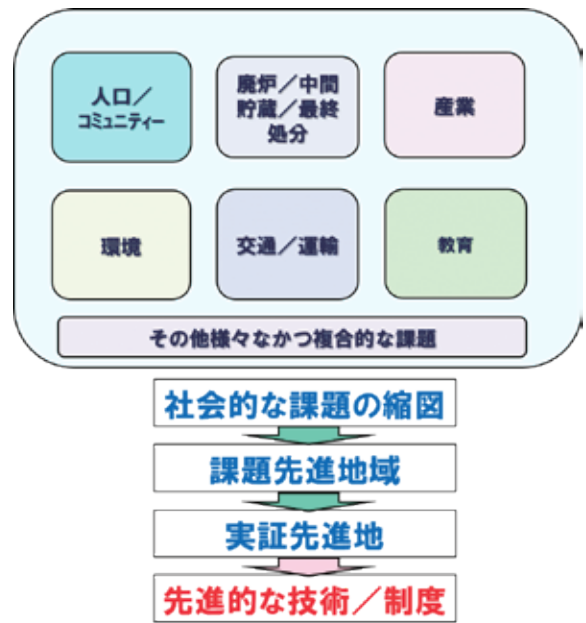 人口／
コミュニティー
廃炉／中間
貯蔵／最終
処分
産業
環境
交通／運輸
教育
その他様々なかつ複合的な課題
社会的な課題の縮図
課題先進地域
実証先進地
先進的な技術／制度